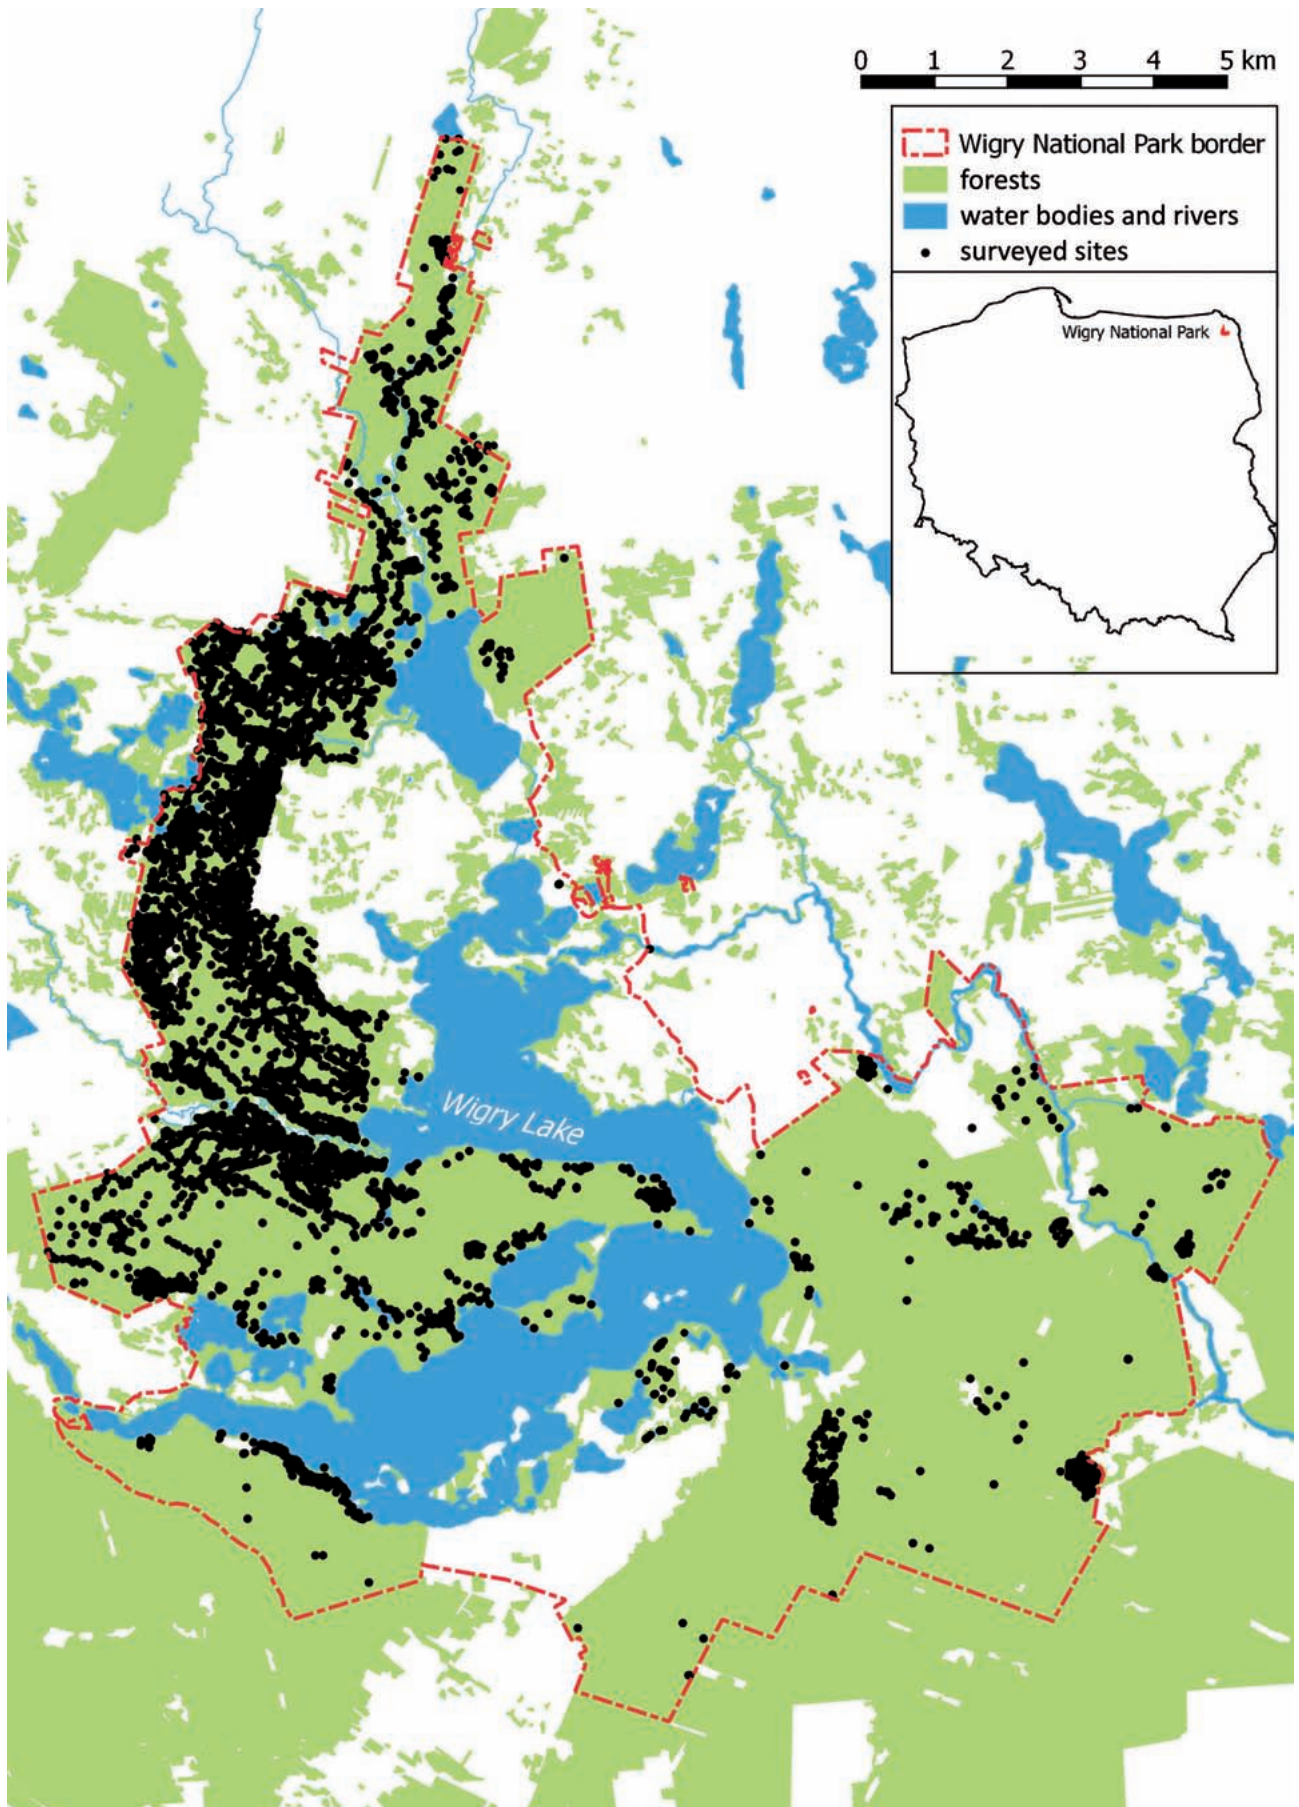 0 1 2 3 4 5 km
Wigry National Park border
forests
water bodies and rivers
surveyed sites
Wigry National Park
Wigry Lake